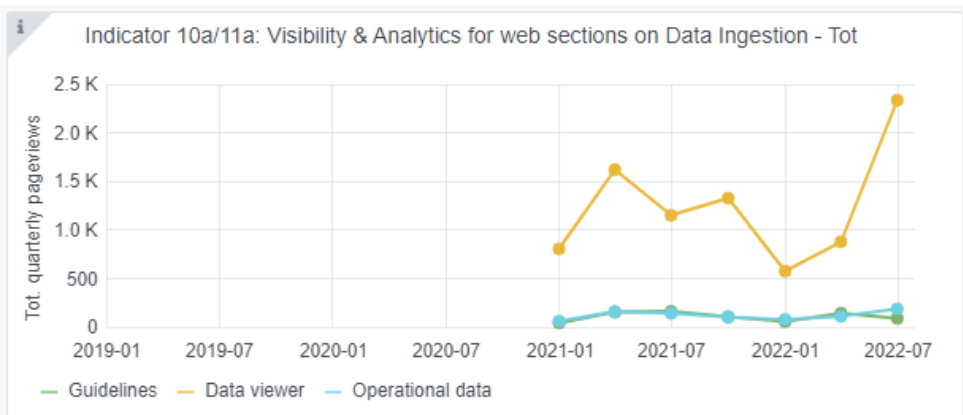 i
Indicator 10a/11a: Visibility & Analytics for web sections on Data Ingestion - Tot
Tot. quarterly pageviews
2.5 K
2.0 K
1.5 K
1.0 K
500
0
2019-01 2019-07 2020-01 2020-07 2021-01 2021-07 2022-01 2022-07
Guidelines Data viewer Operational data